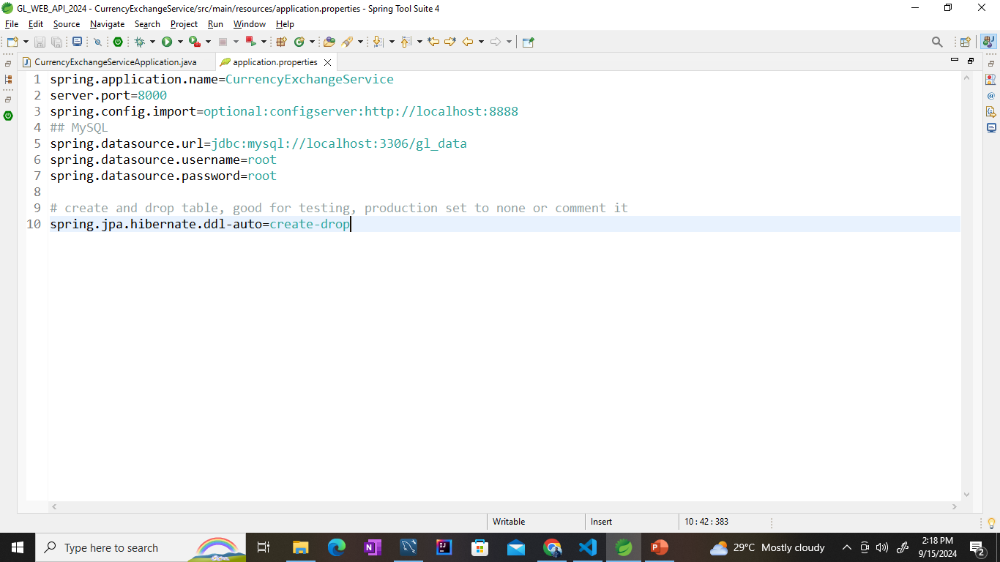 GL_WEB_API_2024 - CurrencyExchangeService/src/main/resources/application.properties - Spring Tool Suite 4
File Edit Source Navigate Search Project Run Window Help
CurrencyExchangeServiceApplication.java application.properties
1 spring.application.name=CurrencyExchangeService
2 server.port=8000
3 spring.config.import=optional:configserver:http://localhost:8888
4 ## MySQL
5 spring.datasource.url=jdbc:mysql://localhost:3306/gl_data
6 spring.datasource.username=root
7 spring.datasource.password=root
8
9 # create and drop table, good for testing, production set to none or comment it
10 spring.jpa.hibernate.ddl-auto=create-drop
Writable Insert 10 : 42 : 383
Type here to search 29°C Mostly cloudy 2:18 PM
9/15/2024 2